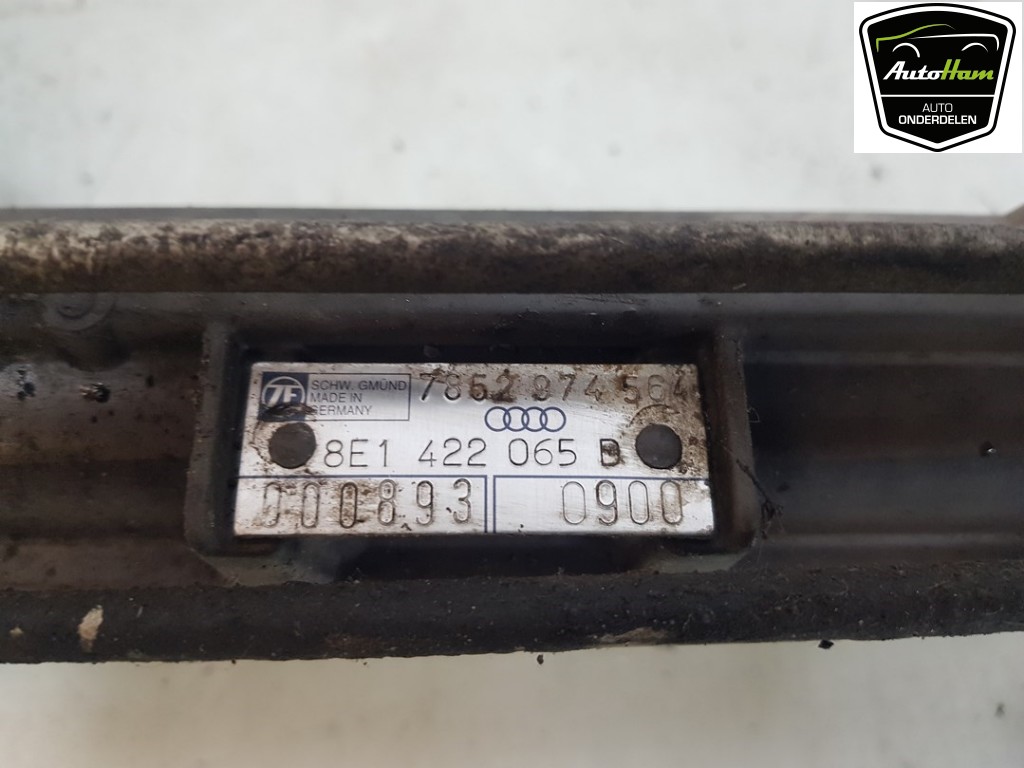 AutoHam
AUTO
ONDERDELEN
ZF
SCHW. GMÜND
MADE IN
GERMANY
7852 974 564
8E1 422 065 D
000893
0900